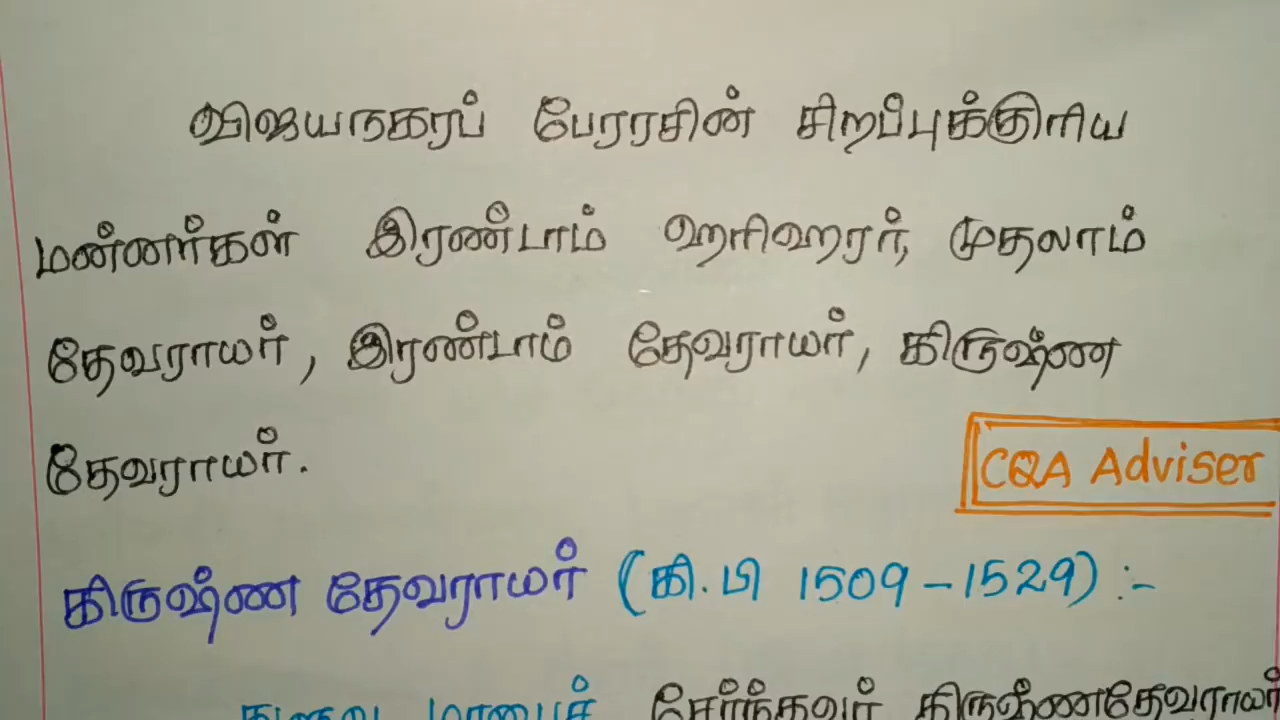 விஜயநகரப் பேரரசின் சிறப்புக்குரிய
மன்னர்கள் இரண்டாம் ஹரிஹரர், முதலாம்
தேவராயர், இரண்டாம் தேவராயர், கிருஷ்ண
தேவராயர்.
CQA Adviser
கிருஷ்ண தேவராயர் (கி.பி 1509 - 1529) :-
துளுவ மரபைச் சேர்ந்தவர் கிருஷ்ணதேவராயர்